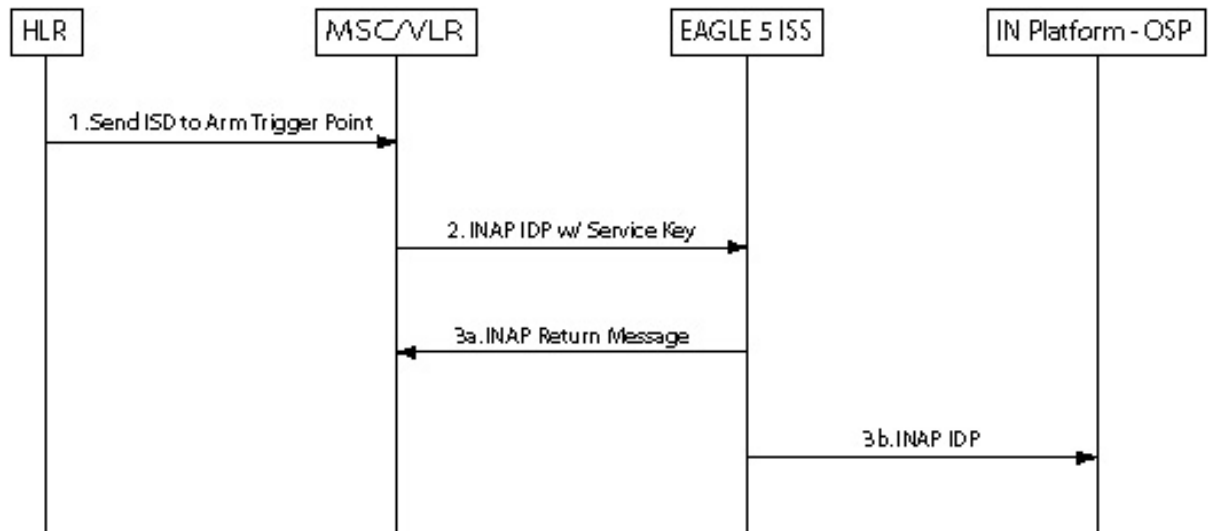 HLR
MSC/VLR
EAGLE 5 ISS
IN Platform - OSP
1.Send ISD to Arm Trigger Point
2. INAP IDP w/ Service Key
3a.INAP Return Message
3b.INAP IDP